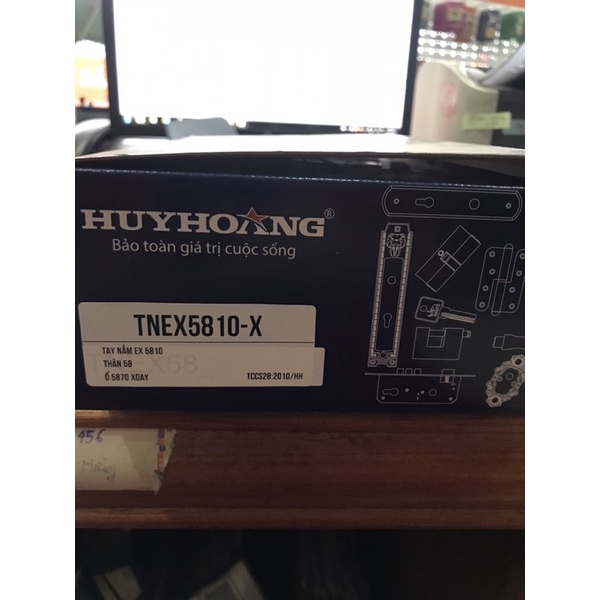 HUYHOANG®
Bảo toàn giá trị cuộc sống
TNEX5810-X
TAY NẮM EX 5810
THÂN 58
Ổ 5870 XOAY
TCCS28:2010/HH
456